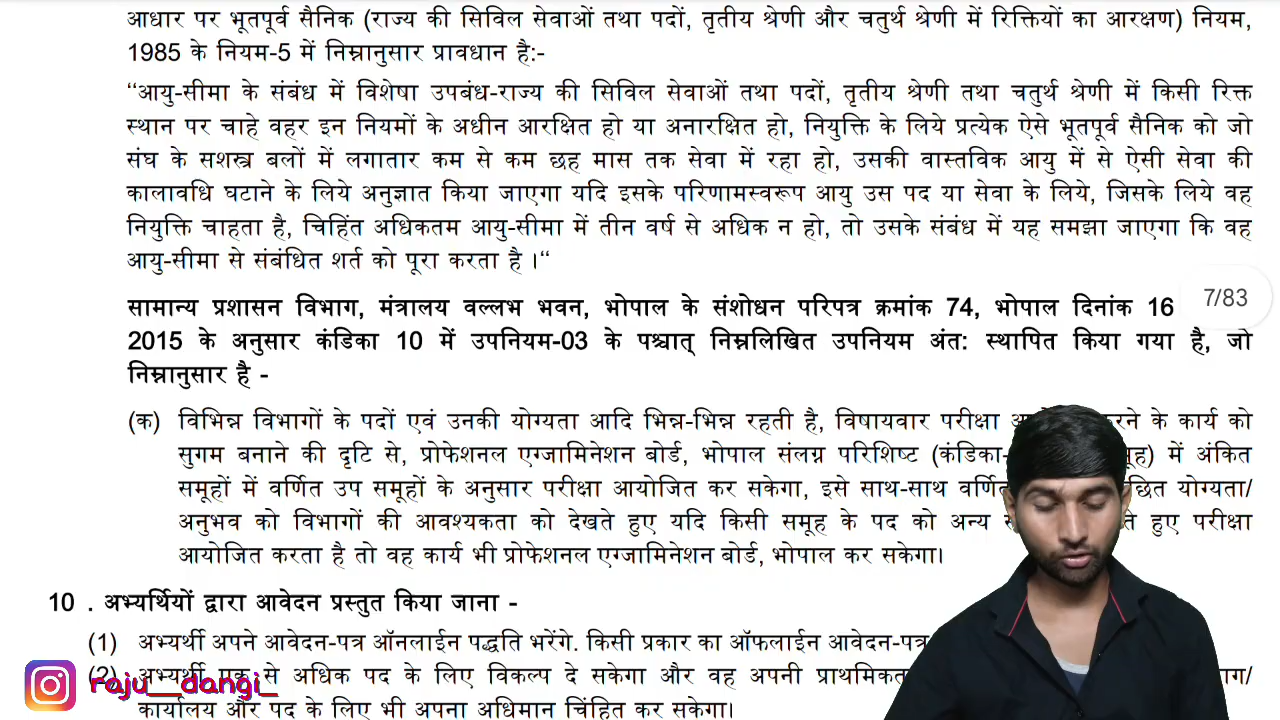 आधार पर भूतपूर्व सैनिक (राज्य की सिविल सेवाओं तथा पदों, तृतीय श्रेणी और चतुर्थ श्रेणी में रिक्तियों का आरक्षण) नियम,
1985 के नियम-5 में निम्नानुसार प्रावधान है:-
“आयु-सीमा के संबंध में विशेषा उपबंध-राज्य की सिविल सेवाओं तथा पदों, तृतीय श्रेणी तथा चतुर्थ श्रेणी में किसी रिक्त
स्थान पर चाहे वहर इन नियमों के अधीन आरक्षित हो या अनारक्षित हो, नियुक्ति के लिये प्रत्येक ऐसे भूतपूर्व सैनिक को जो
संघ के सशस्त्र बलों में लगातार कम से कम छह मास तक सेवा में रहा हो, उसकी वास्तविक आयु में से ऐसी सेवा की
कालावधि घटाने के लिये अनुज्ञात किया जाएगा यदि इसके परिणामस्वरूप आयु उस पद या सेवा के लिये, जिसके लिये वह
नियुक्ति चाहता है, चिहिंत अधिकतम आयु-सीमा में तीन वर्ष से अधिक न हो, तो उसके संबंध में यह समझा जाएगा कि वह
आयु-सीमा से संबंधित शर्त को पूरा करता है ।“
सामान्य प्रशासन विभाग, मंत्रालय वल्लभ भवन, भोपाल के संशोधन परिपत्र क्रमांक 74, भोपाल दिनांक 16
7/83
2015 के अनुसार कंडिका 10 में उपनियम-03 के पश्चात् निम्नलिखित उपनियम अंत: स्थापित किया गया है, जो
निम्नानुसार है -
(क) विभिन्न विभागों के पदों एवं उनकी योग्यता आदि भिन्न-भिन्न रहती है, विषायवार परीक्षा करने के कार्य को
सुगम बनाने की दृटि से, प्रोफेशनल एग्जामिनेशन बोर्ड, भोपाल संलग्न परिशिष्ट (कंडिका- में अंकित
समूहों में वर्णित उप समूहों के अनुसार परीक्षा आयोजित कर सकेगा, इसे साथ-साथ वर्णित योग्यता/
अनुभव को विभागों की आवश्यकता को देखते हुए यदि किसी समूह के पद को अन्य हुए परीक्षा
आयोजित करता है तो वह कार्य भी प्रोफेशनल एग्जामिनेशन बोर्ड, भोपाल कर सकेगा।
10 . अभ्यर्थियों द्वारा आवेदन प्रस्तुत किया जाना -
(1) अभ्यर्थी अपने आवेदन-पत्र ऑनलाईन पद्धति भरेंगे. किसी प्रकार का ऑफलाईन आवेदन-पत्र
(2) अभ्यर्थी एक से अधिक पद के लिए विकल्प दे सकेगा और वह अपनी
raju__dangi_
कार्यालय और पद के लिए भी अपना अधिमान चिंहित कर सकेगा।